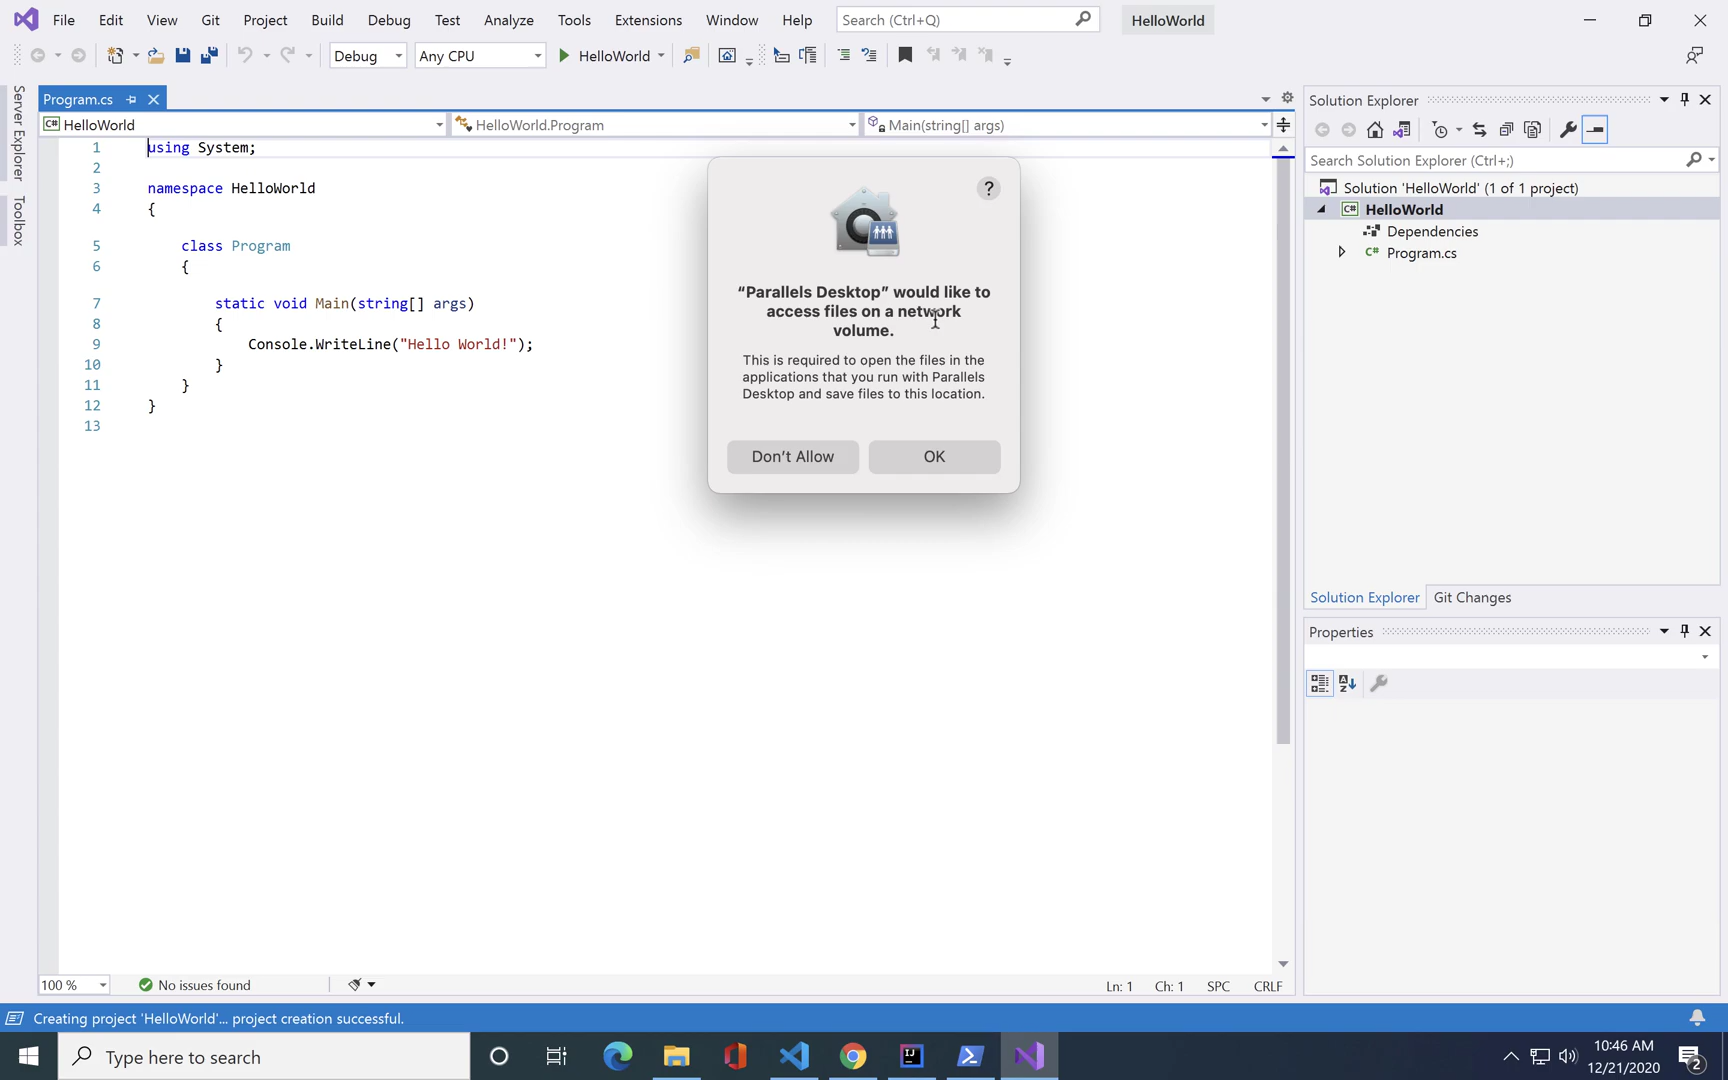 File Edit View Git Project Build Debug Test Analyze Tools Extensions Window Help Search (Ctrl+Q) HelloWorld
Debug Any CPU HelloWorld
Server Explorer
Toolbox
Program.cs
C# HelloWorld HelloWorld.Program Main(string[] args)
1 using System;
2
3 namespace HelloWorld
4 {
5 class Program
6 {
7 static void Main(string[] args)
8 {
9 Console.WriteLine("Hello World!");
10 }
11 }
12 }
13
?
“Parallels Desktop” would like to
access files on a network
volume.
This is required to open the files in the
applications that you run with Parallels
Desktop and save files to this location.
Don’t Allow OK
Solution Explorer
Search Solution Explorer (Ctrl+;)
Solution 'HelloWorld' (1 of 1 project)
C# HelloWorld
Dependencies
C# Program.cs
Solution Explorer Git Changes
Properties
100 % No issues found Ln: 1 Ch: 1 SPC CRLF
Creating project 'HelloWorld'... project creation successful.
Type here to search
IJ
10:46 AM
12/21/2020
2